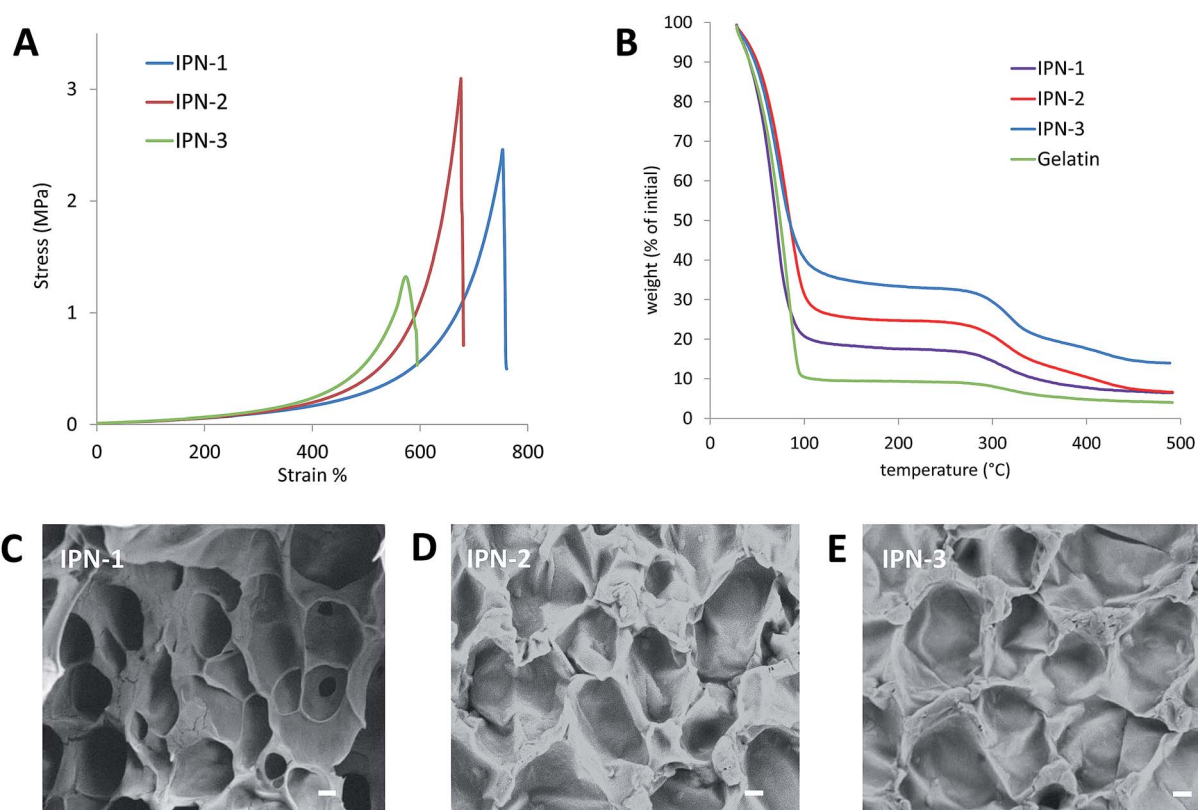 A
IPN-1
IPN-2
IPN-3
Stress (MPa)
3
2
1
0
0 200 400 600 800
Strain %
B
IPN-1
IPN-2
IPN-3
Gelatin
weight (% of initial)
100
90
80
70
60
50
40
30
20
10
0
0 100 200 300 400 500
temperature (°C)
C
IPN-1
D
IPN-2
E
IPN-3